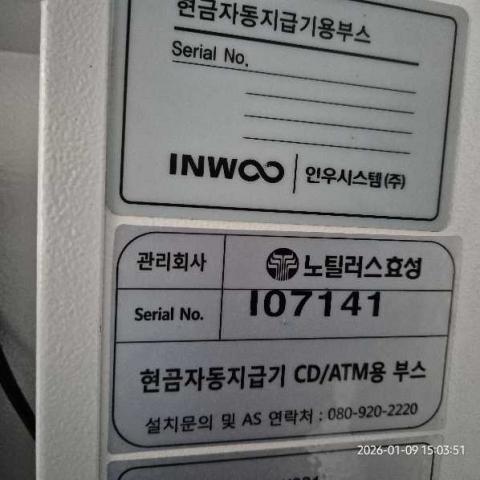 현금자동지급기용부스
Serial No.
INWOO 인우시스템(주)
관리회사 노틸러스효성
Serial No. I07141
현금자동지급기 CD/ATM용 부스
설치문의 및 AS 연락처 : 080-920-2220
2026-01-09 15:03:51